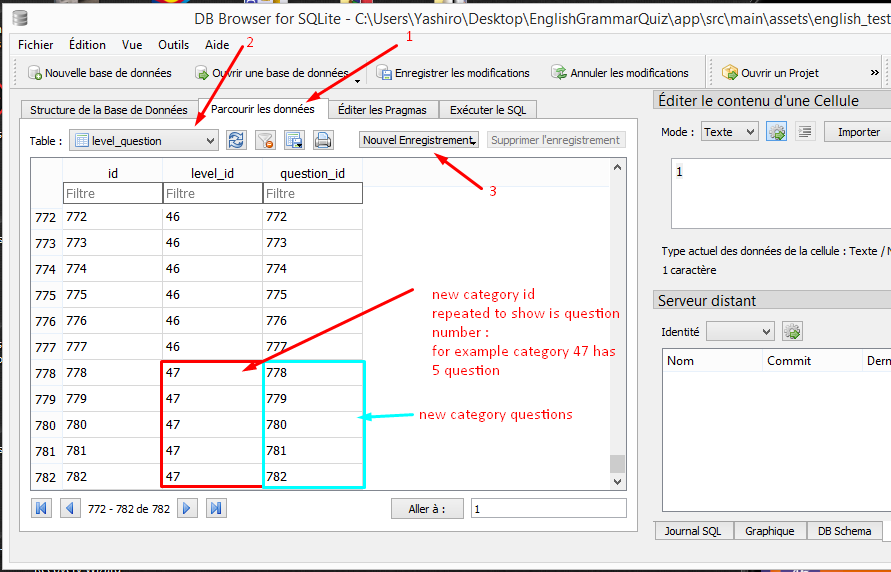 DB Browser for SQLite - C:\Users\Yashiro\Desktop\EnglishGrammarQuiz\app\src\main\assets\english_test
Fichier Édition Vue Outils Aide
2
1
Nouvelle base de données Ouvrir une base de données Enregistrer les modifications Annuler les modifications Ouvrir un Projet »
Structure de la Base de Données Parcourir les données Éditer les Pragmas Exécuter le SQL
Table : level_question Nouvel Enregistrement Supprimer l'enregistrement
3
id level_id question_id
Filtre Filtre Filtre
772 772 46 772
773 773 46 773
774 774 46 774
775 775 46 775
776 776 46 776
777 777 46 777
778 778 47 778
779 779 47 779
780 780 47 780
781 781 47 781
782 782 47 782
new category id
repeated to show is question
number :
for example category 47 has
5 question
new category questions
772 - 782 de 782 Aller à : 1
Éditer le contenu d'une Cellule
Mode : Texte Importer
1
Type actuel des données de la cellule : Texte / N
1 caractère
Serveur distant
Identité
Nom Commit Dern
Journal SQL Graphique DB Schema